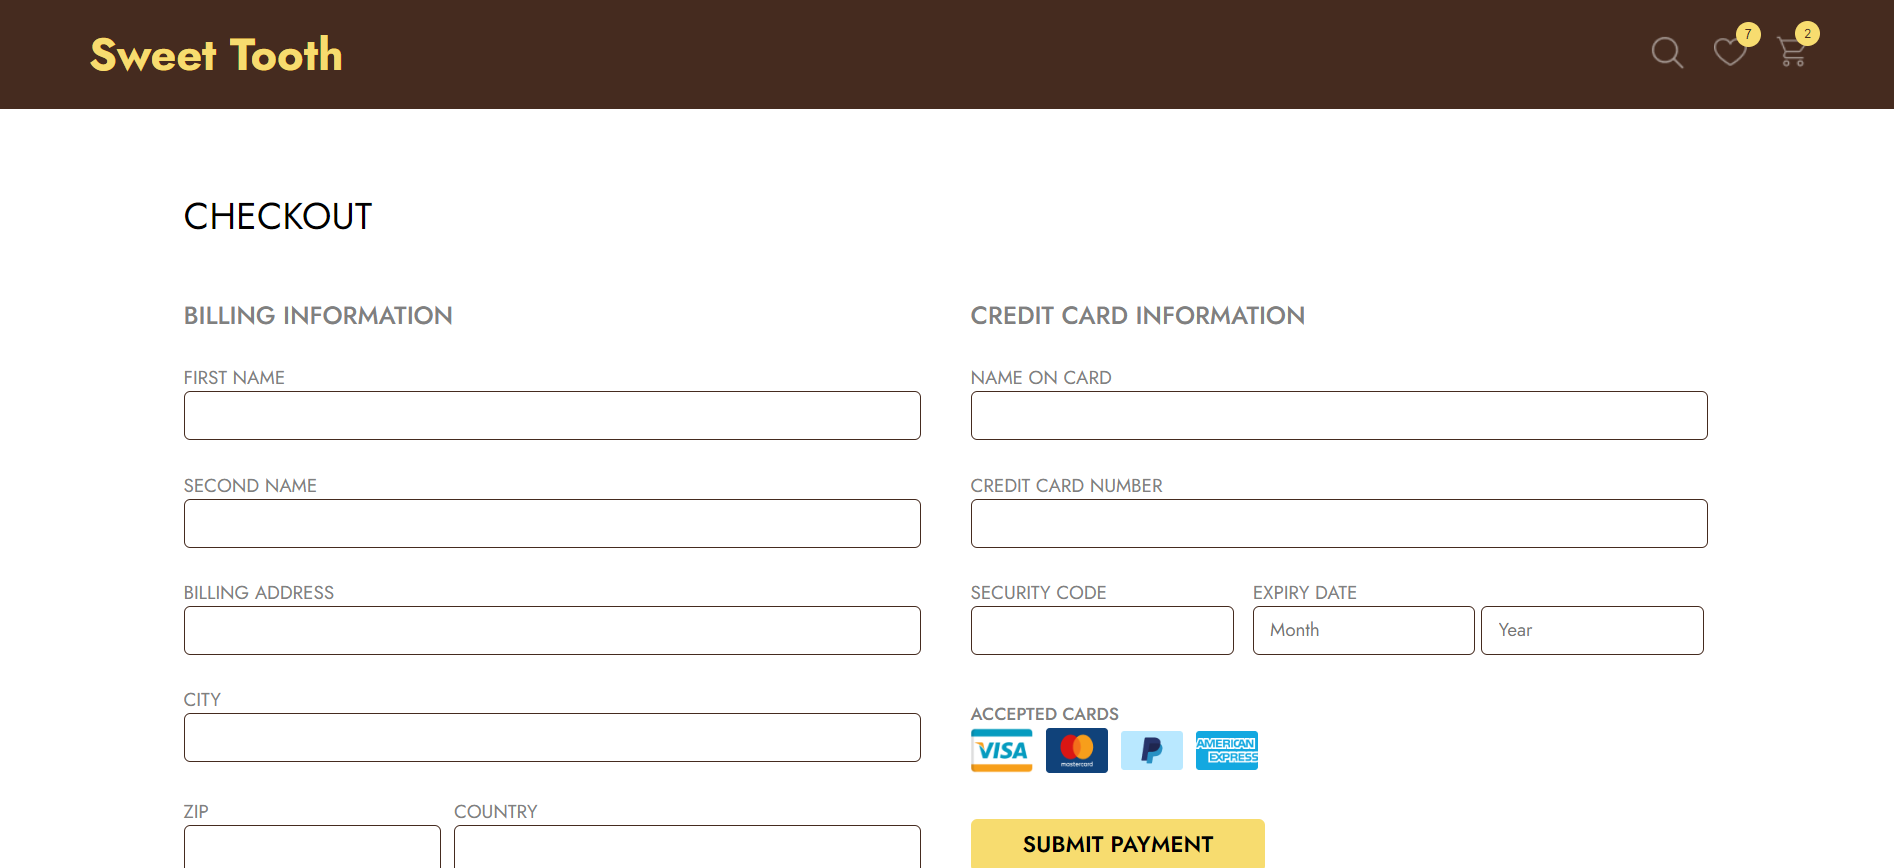 Sweet Tooth
7
2
CHECKOUT
BILLING INFORMATION
FIRST NAME
SECOND NAME
BILLING ADDRESS
CITY
ZIP COUNTRY
CREDIT CARD INFORMATION
NAME ON CARD
CREDIT CARD NUMBER
SECURITY CODE EXPIRY DATE
Month Year
ACCEPTED CARDS
VISA mastercard P AMERICAN EXPRESS
SUBMIT PAYMENT